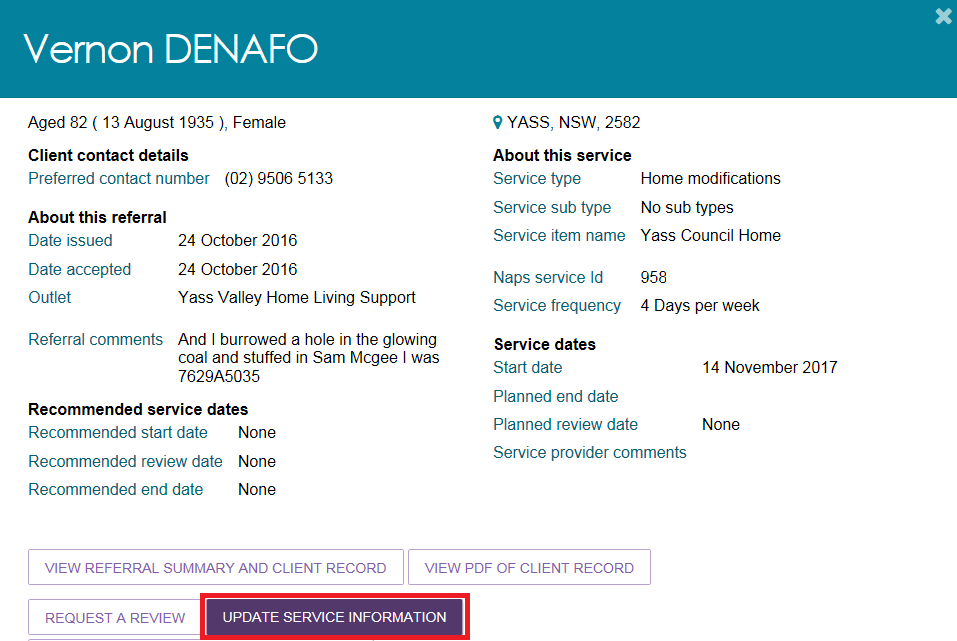 Vernon DENAFO
Aged 82 ( 13 August 1935 ), Female
Client contact details
Preferred contact number (02) 9506 5133
About this referral
Date issued 24 October 2016
Date accepted 24 October 2016
Outlet Yass Valley Home Living Support
Referral comments And I burrowed a hole in the glowing
coal and stuffed in Sam Mcgee I was
7629A5035
Recommended service dates
Recommended start date None
Recommended review date None
Recommended end date None
YASS, NSW, 2582
About this service
Service type Home modifications
Service sub type No sub types
Service item name Yass Council Home
Naps service Id 958
Service frequency 4 Days per week
Service dates
Start date 14 November 2017
Planned end date
Planned review date None
Service provider comments
VIEW REFERRAL SUMMARY AND CLIENT RECORD VIEW PDF OF CLIENT RECORD
REQUEST A REVIEW UPDATE SERVICE INFORMATION